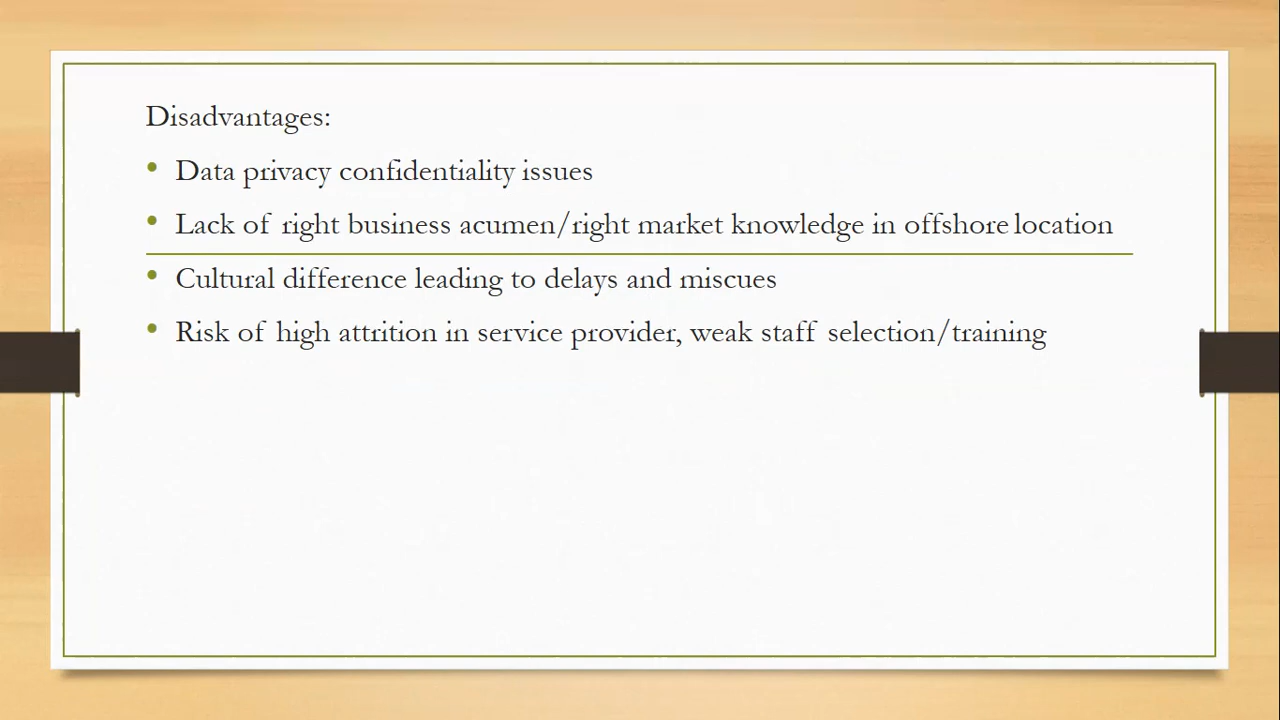 Disadvantages:
• Data privacy confidentiality issues
• Lack of right business acumen/right market knowledge in offshore location
• Cultural difference leading to delays and miscues
• Risk of high attrition in service provider, weak staff selection/training